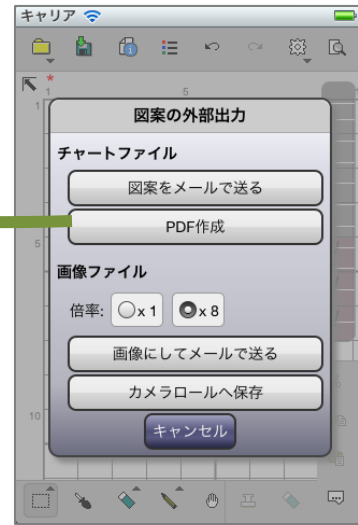 キャリア
*
1 5
1
図案の外部出力
チャートファイル
図案をメールで送る
PDF作成
5
画像ファイル
倍率: x 1 x 8
画像にしてメールで送る
カメラロールへ保存
10
キャンセル